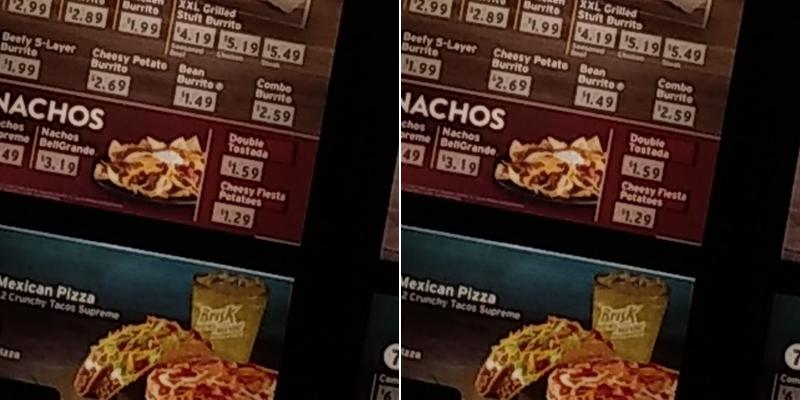 $2.99
$2.89
Burrito
$1.99
XXL Grilled
Stuft Burrito
$4.19 $5.19 $5.49
Beefy 5-Layer
Burrito
$1.99
Cheesy Potato
Burrito
$2.69
Bean
Burrito
$1.49
Combo
Burrito
$2.59
NACHOS
Nachos
BellGrande
$3.19
Double
Tostada
$1.59
Cheesy Fiesta
Potatoes
$1.29
Mexican Pizza
2 Crunchy Tacos Supreme
Brisk
$2.99
$2.89
Burrito
$1.99
XXL Grilled
Stuft Burrito
$4.19 $5.19 $5.49
Beefy 5-Layer
Burrito
$1.99
Cheesy Potato
Burrito
$2.69
Bean
Burrito
$1.49
Combo
Burrito
$2.59
NACHOS
Nachos
BellGrande
$3.19
Double
Tostada
$1.59
Cheesy Fiesta
Potatoes
$1.29
Mexican Pizza
2 Crunchy Tacos Supreme
Brisk
7